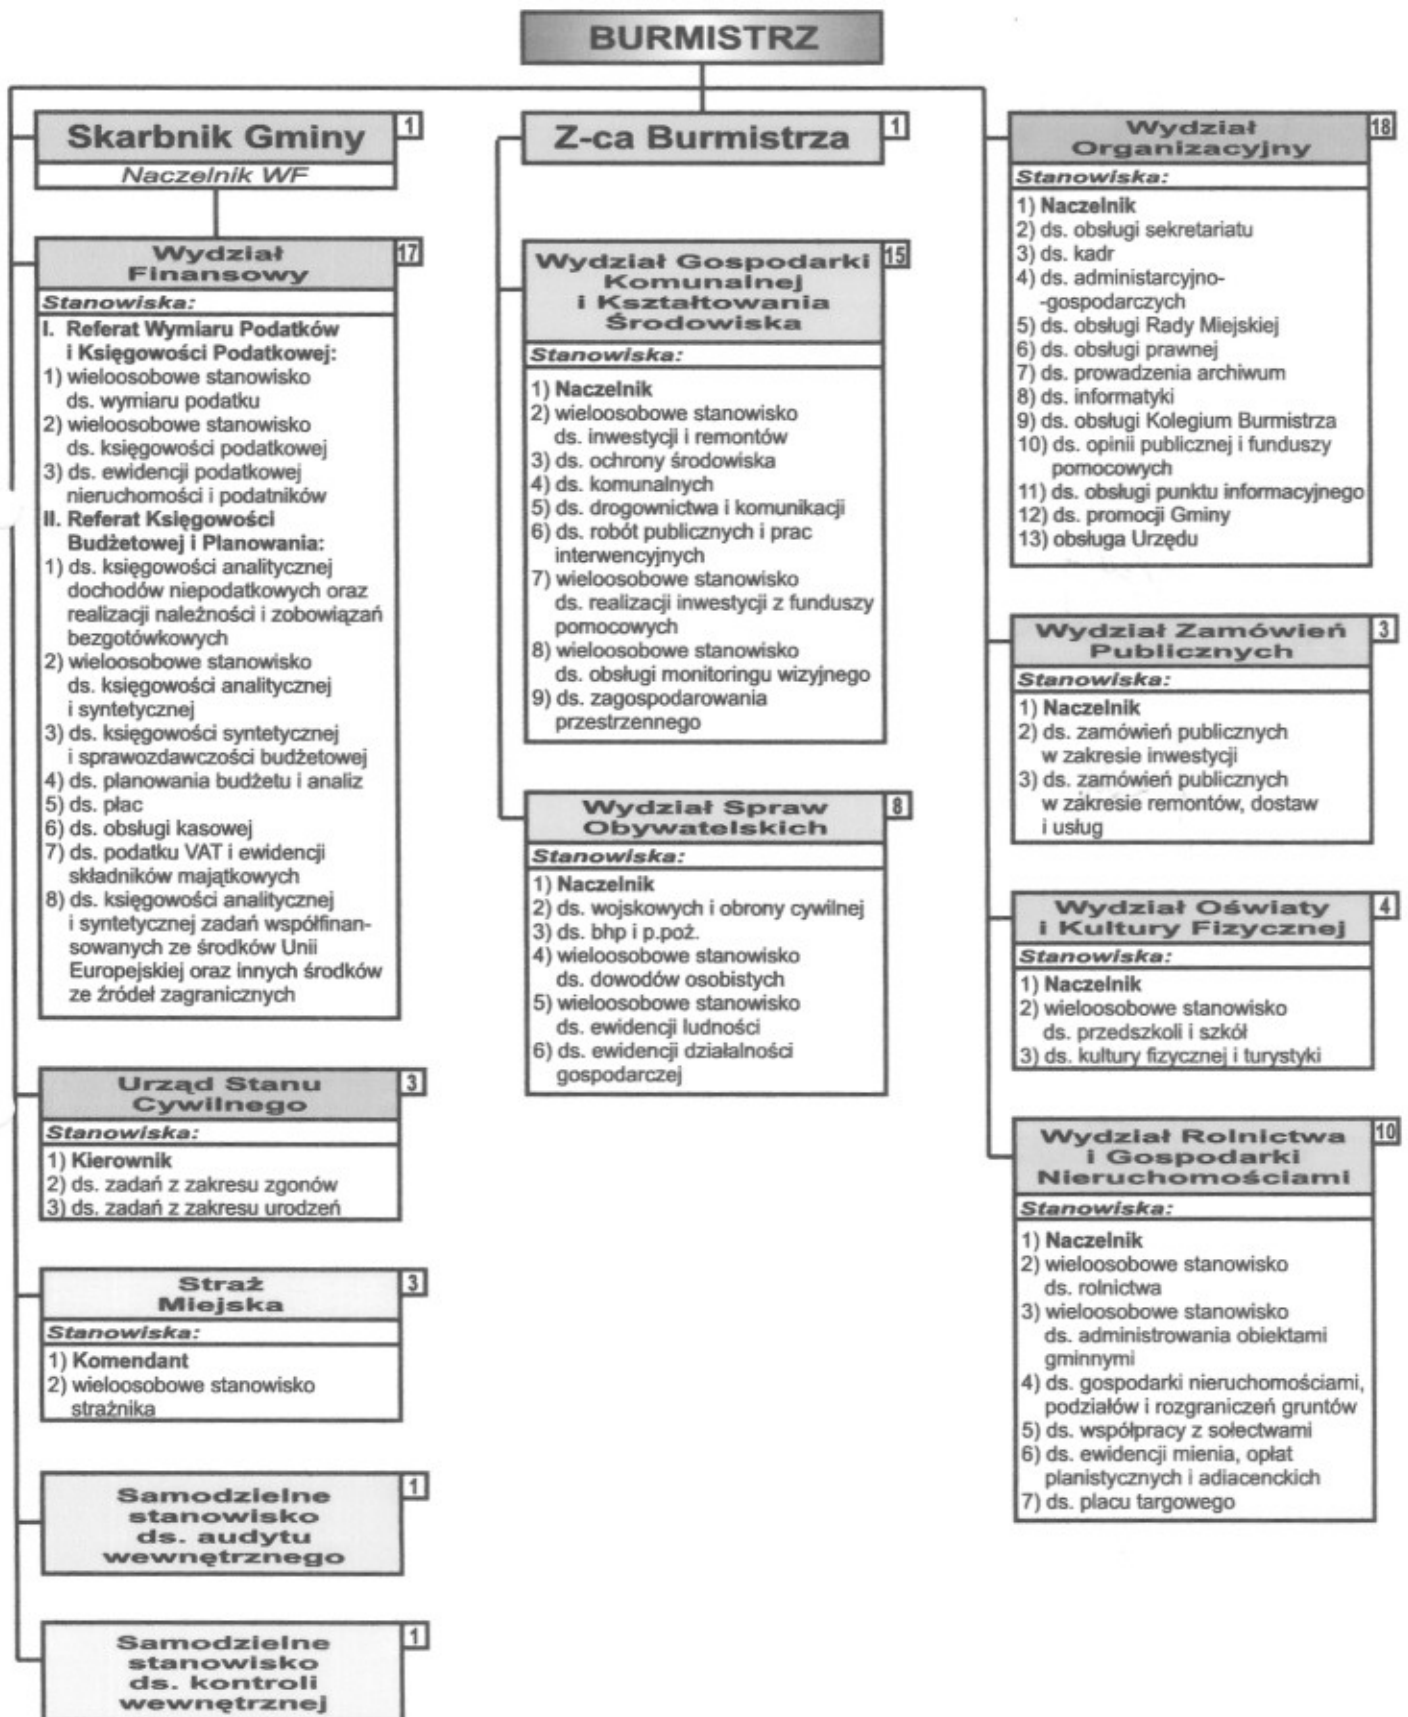 BURMISTRZ
Skarbnik Gminy
1
Naczelnik WF
Wydział
Finansowy
17
Stanowiska:
I. Referat Wymiaru Podatków
i Księgowości Podatkowej:
1) wieloosobowe stanowisko
ds. wymiaru podatku
2) wieloosobowe stanowisko
ds. księgowości podatkowej
3) ds. ewidencji podatkowej
nieruchomości i podatników
II. Referat Księgowości
Budżetowej i Planowania:
1) ds. księgowości analitycznej
dochodów niepodatkowych oraz
realizacji należności i zobowiązań
bezgotówkowych
2) wieloosobowe stanowisko
ds. księgowości analitycznej
i syntetycznej
3) ds. księgowości syntetycznej
i sprawozdawczości budżetowej
4) ds. planowania budżetu i analiz
5) ds. płac
6) ds. obsługi kasowej
7) ds. podatku VAT i ewidencji
składników majątkowych
8) ds. księgowości analitycznej
i syntetycznej zadań współfinan-
sowanych ze środków Unii
Europejskiej oraz innych środków
ze źródeł zagranicznych
Urząd Stanu
Cywilnego
3
Stanowiska:
1) Kierownik
2) ds. zadań z zakresu zgonów
3) ds. zadań z zakresu urodzeń
Straż
Miejska
3
Stanowiska:
1) Komendant
2) wieloosobowe stanowisko
strażnika
Samodzielne
stanowisko
ds. audytu
wewnętrznego
1
Samodzielne
stanowisko
ds. kontroli
wewnętrznej
1
Z-ca Burmistrza
1
Wydział Gospodarki
Komunalnej
i Kształtowania
Środowiska
15
Stanowiska:
1) Naczelnik
2) wieloosobowe stanowisko
ds. inwestycji i remontów
3) ds. ochrony środowiska
4) ds. komunalnych
5) ds. drogownictwa i komunikacji
6) ds. robót publicznych i prac
interwencyjnych
7) wieloosobowe stanowisko
ds. realizacji inwestycji z funduszy
pomocowych
8) wieloosobowe stanowisko
ds. obsługi monitoringu wizyjnego
9) ds. zagospodarowania
przestrzennego
Wydział Spraw
Obywatelskich
8
Stanowiska:
1) Naczelnik
2) ds. wojskowych i obrony cywilnej
3) ds. bhp i p.poż.
4) wieloosobowe stanowisko
ds. dowodów osobistych
5) wieloosobowe stanowisko
ds. ewidencji ludności
6) ds. ewidencji działalności
gospodarczej
Wydział
Organizacyjny
18
Stanowiska:
1) Naczelnik
2) ds. obsługi sekretariatu
3) ds. kadr
4) ds. administarcyjno-
-gospodarczych
5) ds. obsługi Rady Miejskiej
6) ds. obsługi prawnej
7) ds. prowadzenia archiwum
8) ds. informatyki
9) ds. obsługi Kolegium Burmistrza
10) ds. opinii publicznej i funduszy
pomocowych
11) ds. obsługi punktu informacyjnego
12) ds. promocji Gminy
13) obsługa Urzędu
Wydział Zamówień
Publicznych
3
Stanowiska:
1) Naczelnik
2) ds. zamówień publicznych
w zakresie inwestycji
3) ds. zamówień publicznych
w zakresie remontów, dostaw
i usług
Wydział Oświaty
i Kultury Fizycznej
4
Stanowiska:
1) Naczelnik
2) wieloosobowe stanowisko
ds. przedszkoli i szkół
3) ds. kultury fizycznej i turystyki
Wydział Rolnictwa
i Gospodarki
Nieruchomościami
10
Stanowiska:
1) Naczelnik
2) wieloosobowe stanowisko
ds. rolnictwa
3) wieloosobowe stanowisko
ds. administrowania obiektami
gminnymi
4) ds. gospodarki nieruchomościami,
podziałów i rozgraniczeń gruntów
5) ds. współpracy z sołectwami
6) ds. ewidencji mienia, opłat
planistycznych i adiacenckich
7) ds. placu targowego